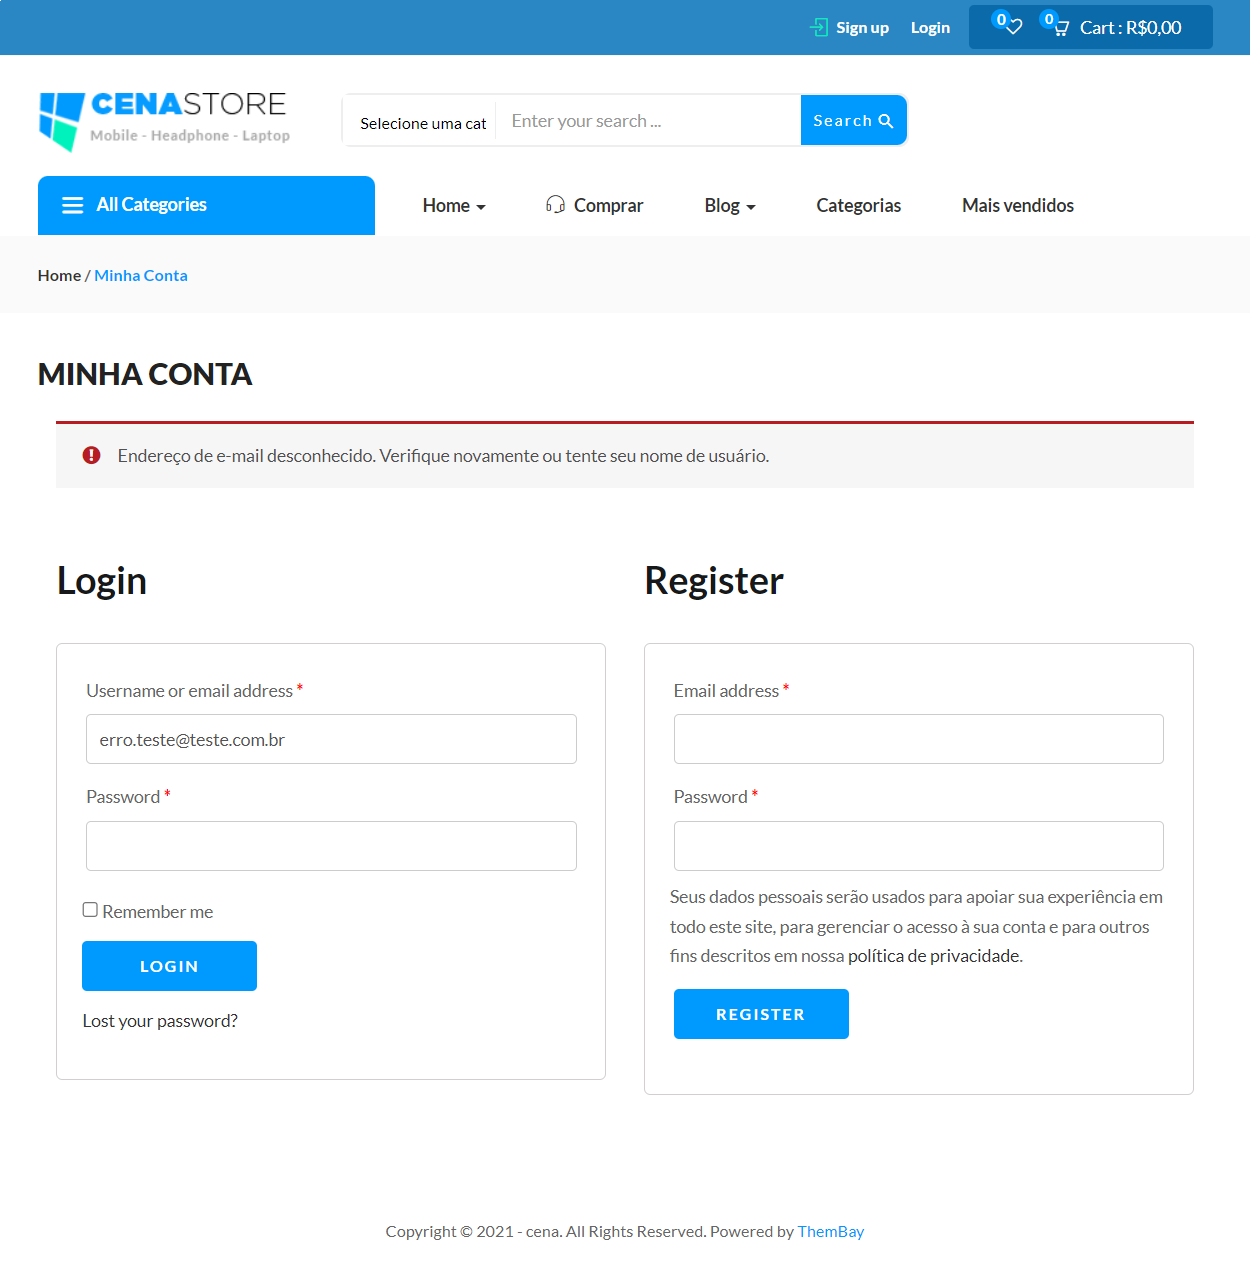 Sign up Login 0 0 Cart : R$0,00
CENASTORE
Mobile - Headphone - Laptop
Selecione uma cat Enter your search ... Search
All Categories Home Comprar Blog Categorias Mais vendidos
Home / Minha Conta
MINHA CONTA
Endereço de e-mail desconhecido. Verifique novamente ou tente seu nome de usuário.
Login
Username or email address *
erro.teste@teste.com.br
Password *
Remember me
LOGIN
Lost your password?
Register
Email address *
Password *
Seus dados pessoais serão usados para apoiar sua experiência em
todo este site, para gerenciar o acesso à sua conta e para outros
fins descritos em nossa política de privacidade.
REGISTER
Copyright © 2021 - cena. All Rights Reserved. Powered by ThemBay